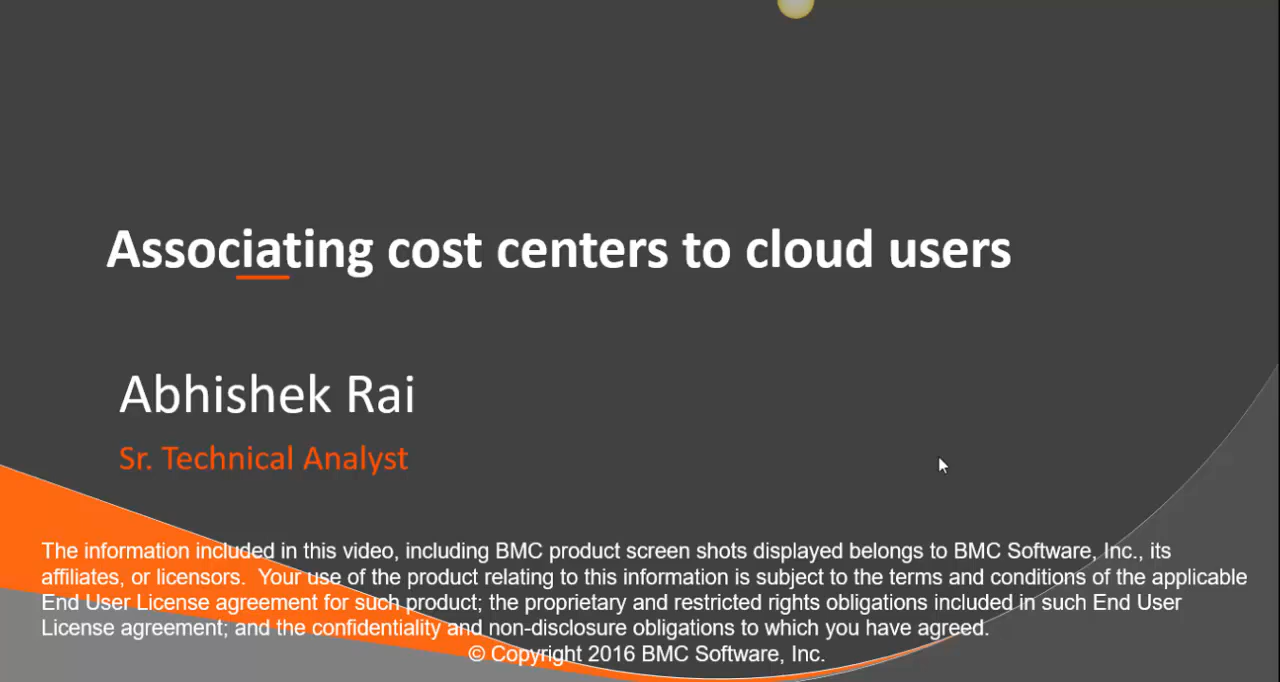 Associating cost centers to cloud users
Abhishek Rai
Sr. Technical Analyst
The information included in this video, including BMC product screen shots displayed belongs to BMC Software, Inc., its
affiliates, or licensors.  Your use of the product relating to this information is subject to the terms and conditions of the applicable
End User License agreement for such product; the proprietary and restricted rights obligations included in such End User
License agreement; and the confidentiality and non-disclosure obligations to which you have agreed.
© Copyright 2016 BMC Software, Inc.